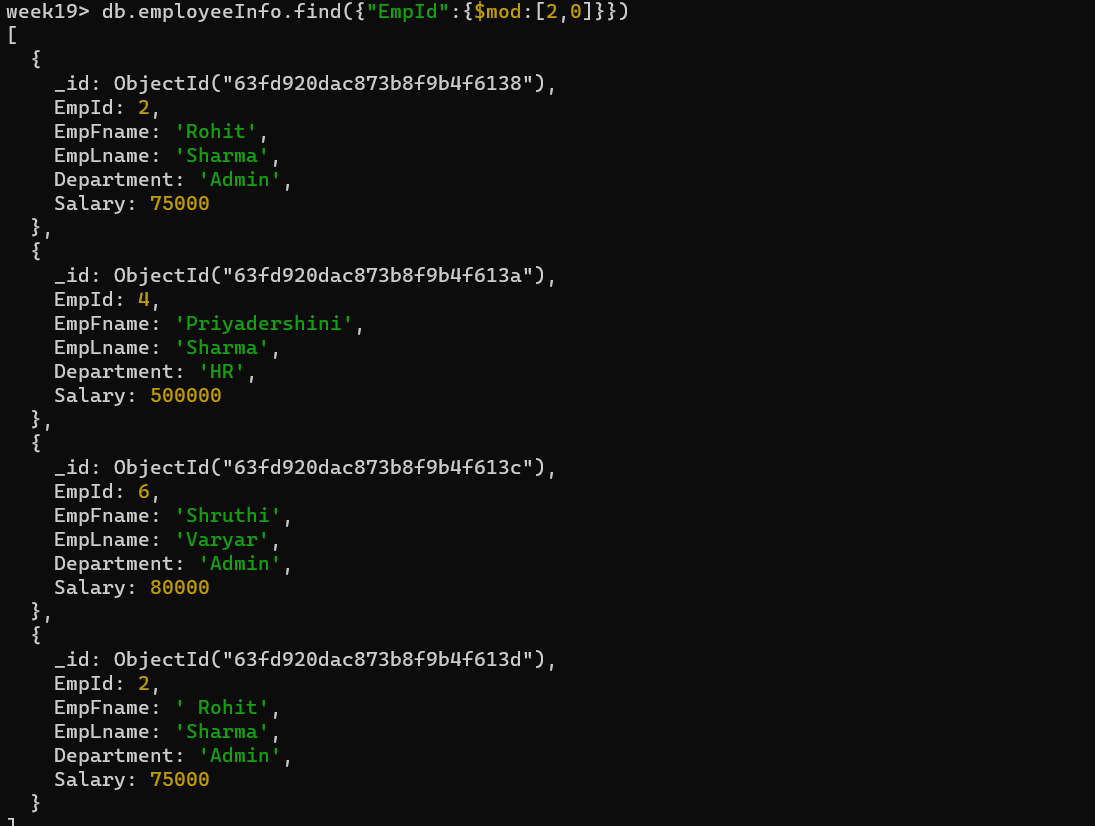 week19> db.employeeInfo.find({"EmpId":{$mod:[2,0]}})
[
  {
    _id: ObjectId("63fd920dac873b8f9b4f6138"),
    EmpId: 2,
    EmpFname: 'Rohit',
    EmpLname: 'Sharma',
    Department: 'Admin',
    Salary: 75000
  },
  {
    _id: ObjectId("63fd920dac873b8f9b4f613a"),
    EmpId: 4,
    EmpFname: 'Priyadershini',
    EmpLname: 'Sharma',
    Department: 'HR',
    Salary: 500000
  },
  {
    _id: ObjectId("63fd920dac873b8f9b4f613c"),
    EmpId: 6,
    EmpFname: 'Shruthi',
    EmpLname: 'Varyar',
    Department: 'Admin',
    Salary: 80000
  },
  {
    _id: ObjectId("63fd920dac873b8f9b4f613d"),
    EmpId: 2,
    EmpFname: ' Rohit',
    EmpLname: 'Sharma',
    Department: 'Admin',
    Salary: 75000
  }
]